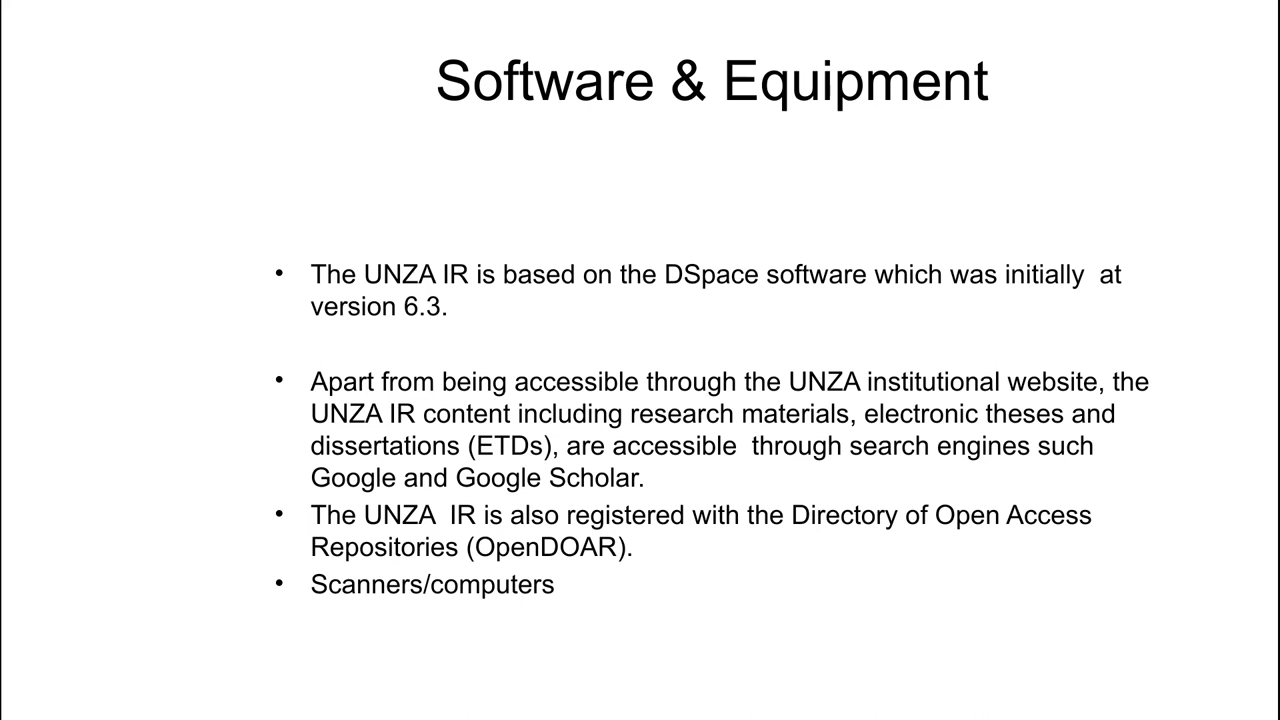 Software & Equipment
• The UNZA IR is based on the DSpace software which was initially  at
version 6.3.
• Apart from being accessible through the UNZA institutional website, the
UNZA IR content including research materials, electronic theses and
dissertations (ETDs), are accessible  through search engines such
Google and Google Scholar.
• The UNZA  IR is also registered with the Directory of Open Access
Repositories (OpenDOAR).
• Scanners/computers